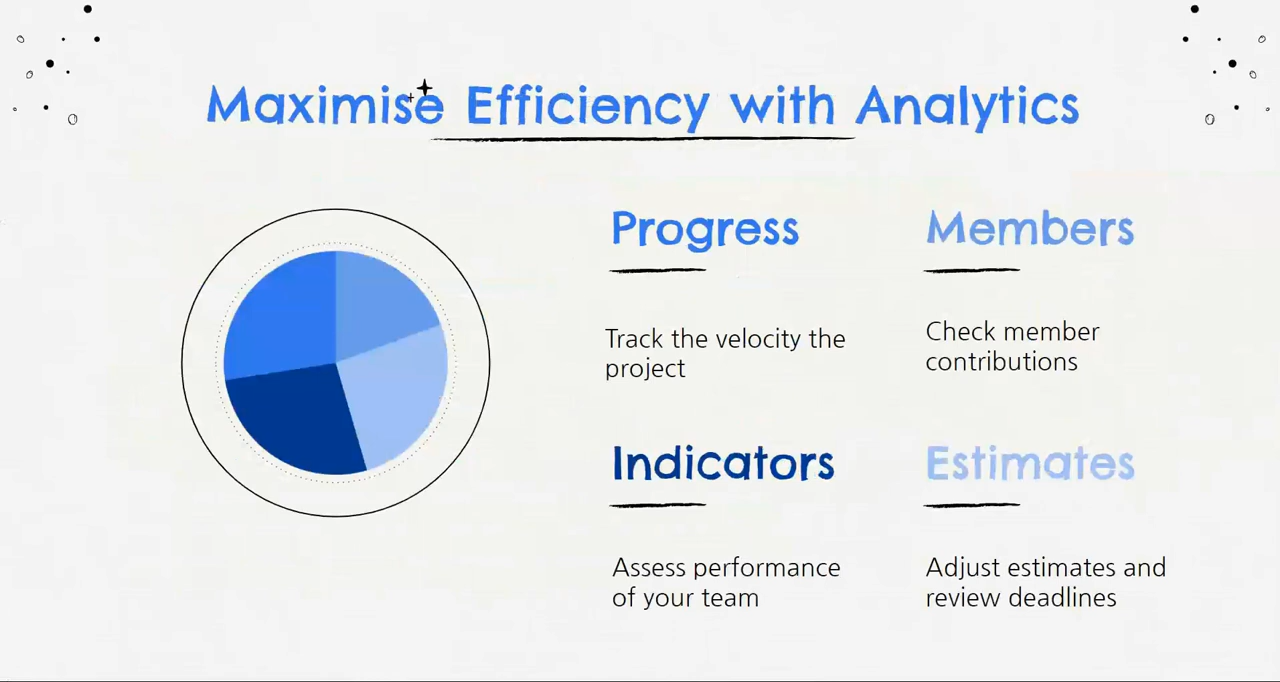 Maximise Efficiency with Analytics
Progress
Track the velocity the
project
Members
Check member
contributions
Indicators
Assess performance
of your team
Estimates
Adjust estimates and
review deadlines